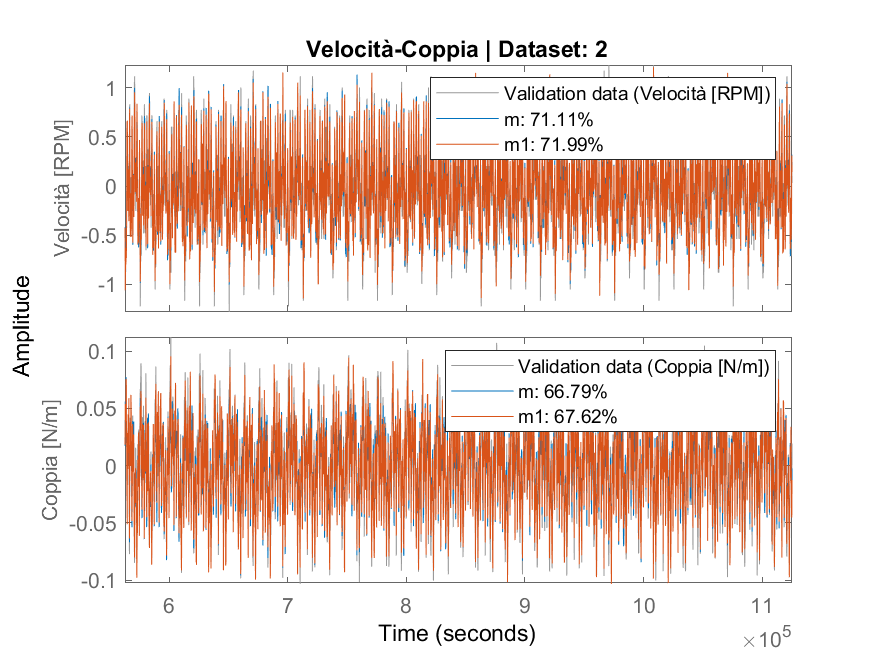 Velocità-Coppia | Dataset: 2
Amplitude
Velocità [RPM]
1
0.5
0
-0.5
-1
Validation data (Velocità [RPM])
m: 71.11%
m1: 71.99%
Coppia [N/m]
0.1
0.05
0
-0.05
-0.1
Validation data (Coppia [N/m])
m: 66.79%
m1: 67.62%
6 7 8 9 10 11
Time (seconds)
×10^5